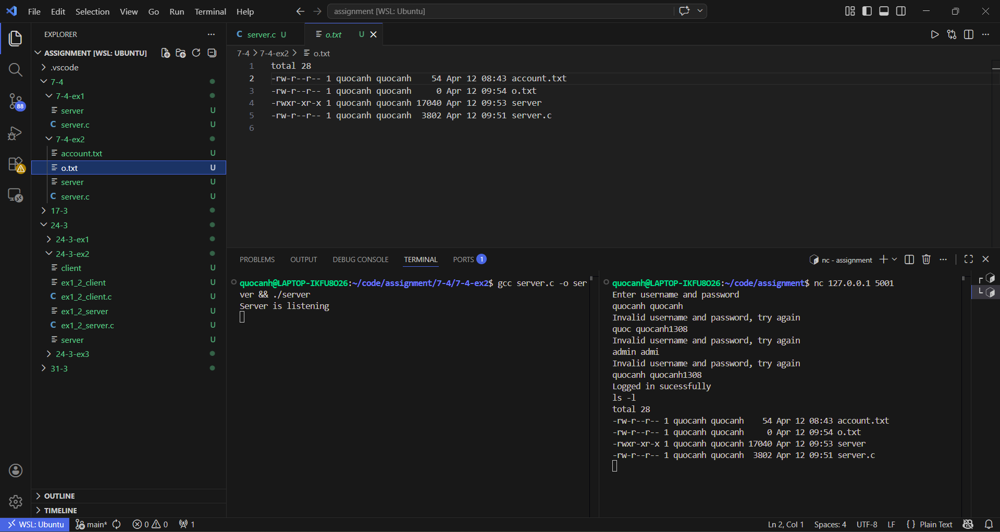 File Edit Selection View Go Run Terminal Help
assignment [WSL: Ubuntu]
EXPLORER
ASSIGNMENT [WSL: UBUNTU]
.vscode
7-4
7-4-ex1
server U
C server.c U
7-4-ex2
account.txt U
o.txt U
server U
C server.c U
17-3
24-3
24-3-ex1
24-3-ex2
client U
ex1_2_client U
C ex1_2_client.c U
ex1_2_server U
C ex1_2_server.c U
server U
24-3-ex3
31-3
OUTLINE
TIMELINE
88
C server.c U
o.txt U
7-4 > 7-4-ex2 > o.txt
1 total 28
2 -rw-r--r-- 1 quocanh quocanh    54 Apr 12 08:43 account.txt
3 -rw-r--r-- 1 quocanh quocanh     0 Apr 12 09:54 o.txt
4 -rwxr-xr-x 1 quocanh quocanh 17040 Apr 12 09:53 server
5 -rw-r--r-- 1 quocanh quocanh  3802 Apr 12 09:51 server.c
6
PROBLEMS OUTPUT DEBUG CONSOLE TERMINAL PORTS 1
nc - assignment
quocanh@LAPTOP-IKFU8O26:~/code/assignment/7-4/7-4-ex2$ gcc server.c -o ser
ver && ./server
Server is listening
quocanh@LAPTOP-IKFU8O26:~/code/assignment$ nc 127.0.0.1 5001
Enter username and password
quocanh quocanh
Invalid username and password, try again
quoc quocanh1308
Invalid username and password, try again
admin admi
Invalid username and password, try again
quocanh quocanh1308
Logged in sucessfully
ls -l
total 28
-rw-r--r-- 1 quocanh quocanh    54 Apr 12 08:43 account.txt
-rw-r--r-- 1 quocanh quocanh     0 Apr 12 09:54 o.txt
-rwxr-xr-x 1 quocanh quocanh 17040 Apr 12 09:53 server
-rw-r--r-- 1 quocanh quocanh  3802 Apr 12 09:51 server.c
WSL: Ubuntu main* 0 0 1
Ln 2, Col 1 Spaces: 4 UTF-8 LF {} Plain Text